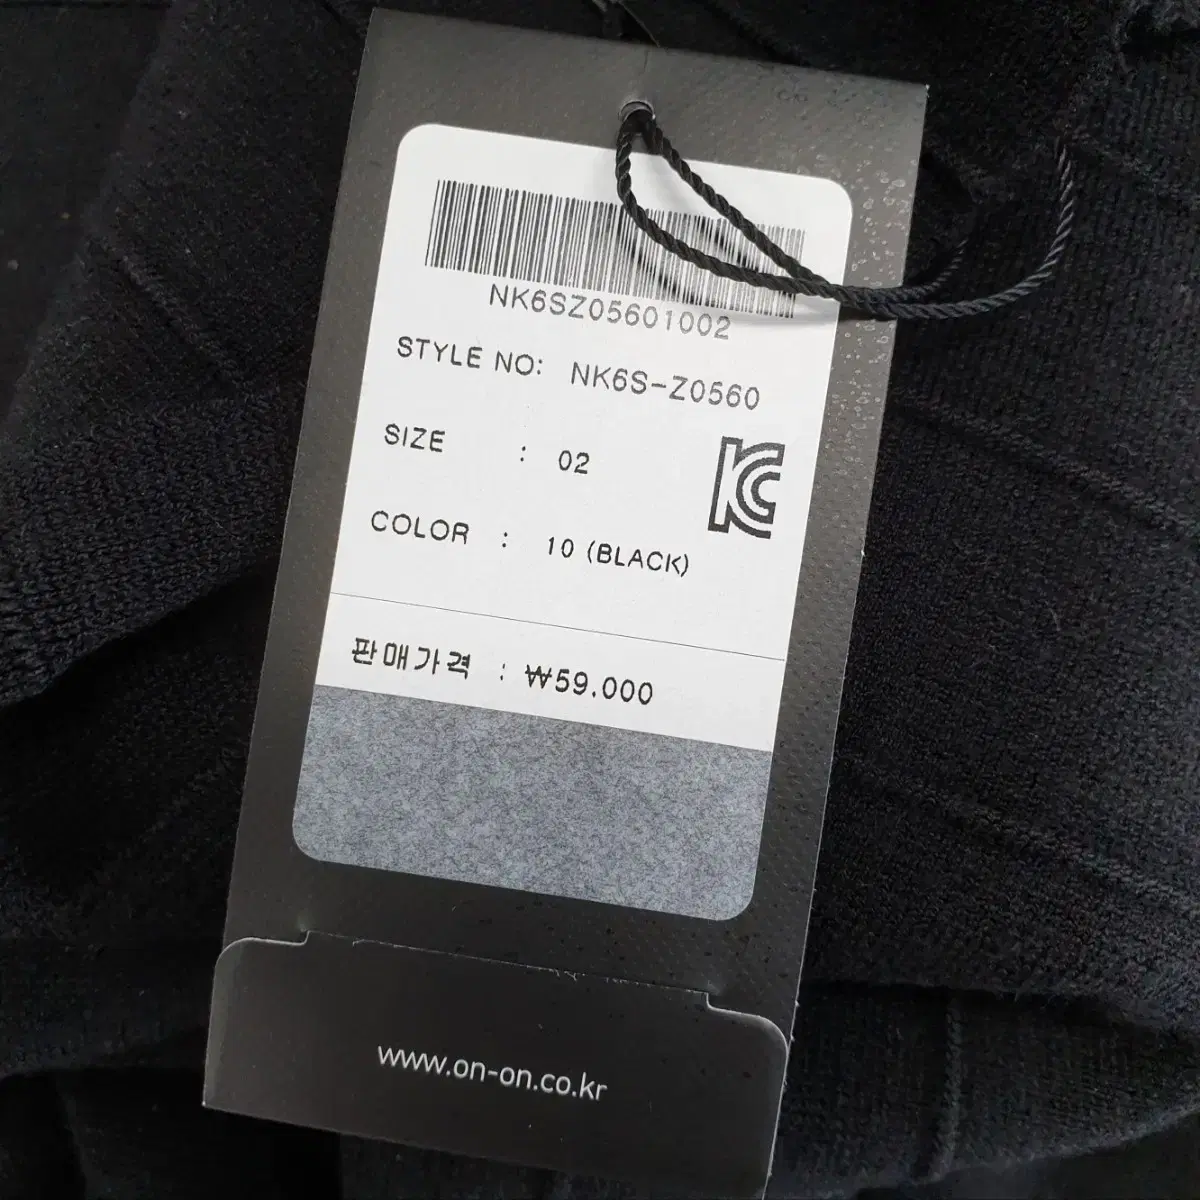 NK6SZ05601002
STYLE NO: NK6S-Z0560
SIZE : 02
COLOR : 10 (BLACK)
KC
판매가격 : ₩59.000
www.on-on.co.kr